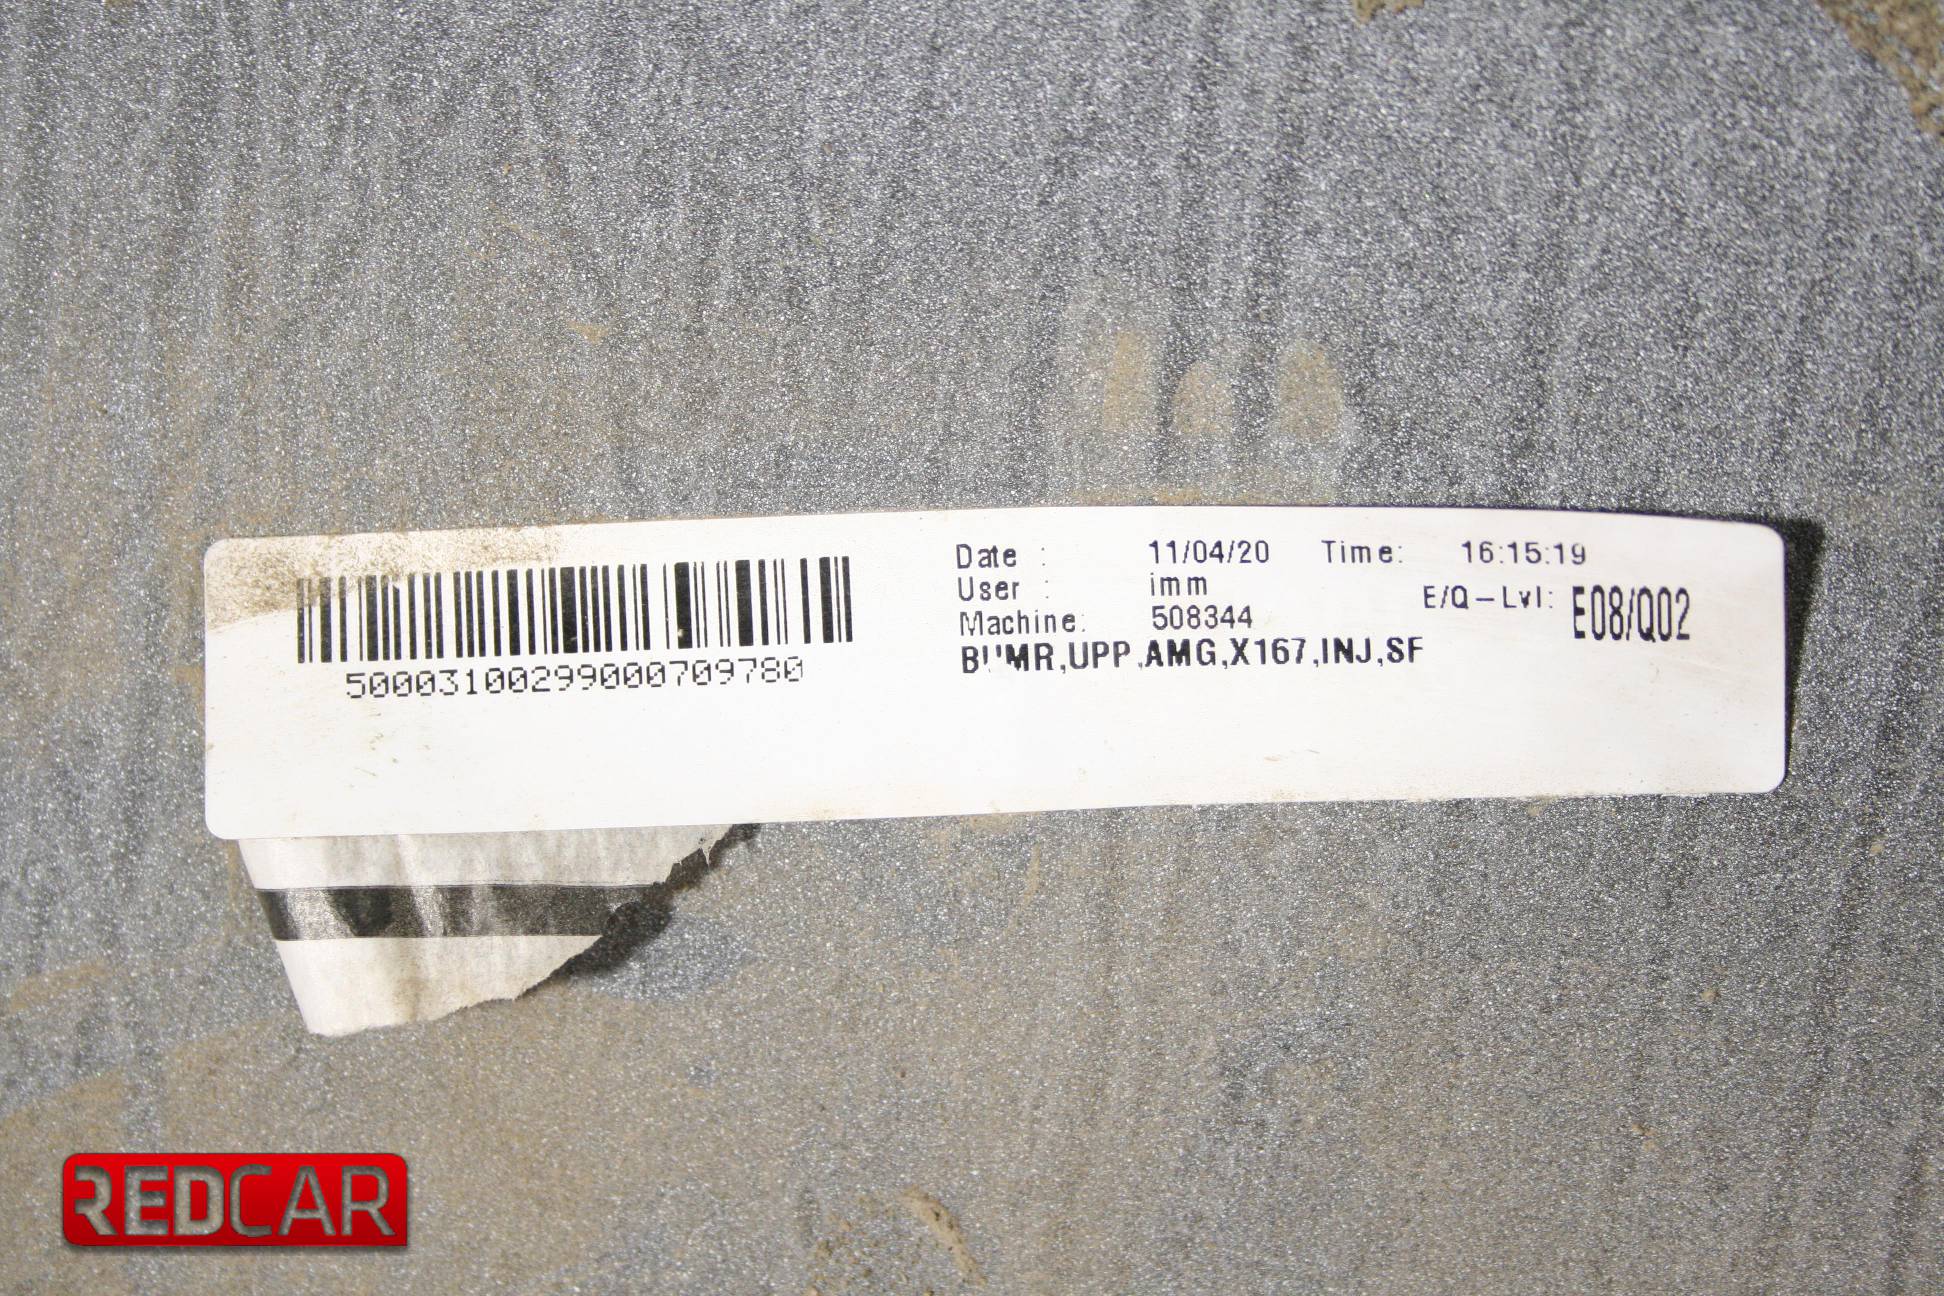 50003100299000709780
Date : 11/04/20 Time: 16:15:19
User : imm
E/Q-Lvl: E08/Q02
Machine: 508344
BUMR,UPP,AMG,X167,INJ,SF
REDCAR